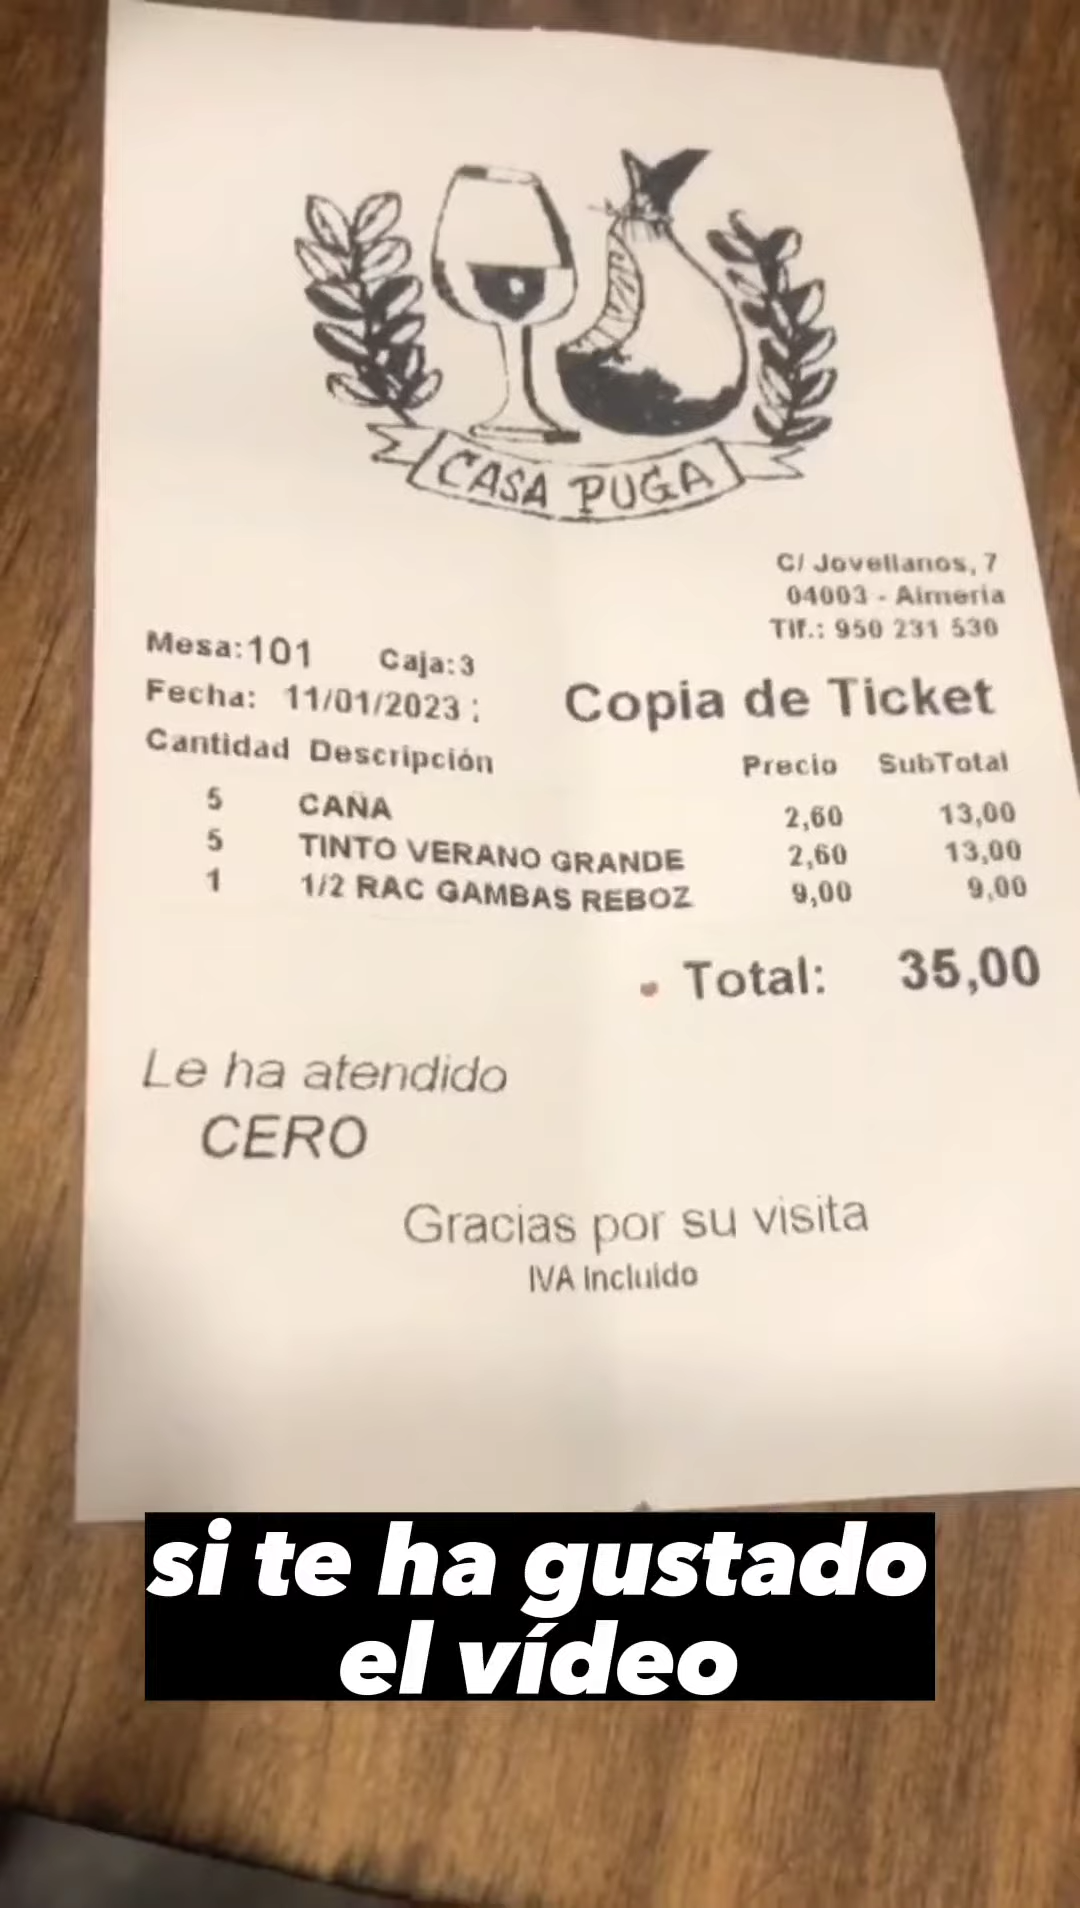 CASA PUGA
C/ Jovellanos, 7
04003 - Almería
Tlf.: 950 231 530
Mesa:101 Caja:3
Fecha: 11/01/2023 :
Copia de Ticket
Cantidad Descripción Precio SubTotal
5 CAÑA 2,60 13,00
5 TINTO VERANO GRANDE 2,60 13,00
1 1/2 RAC GAMBAS REBOZ 9,00 9,00
Total: 35,00
Le ha atendido
CERO
Gracias por su visita
IVA Incluido
si te ha gustado
el vídeo